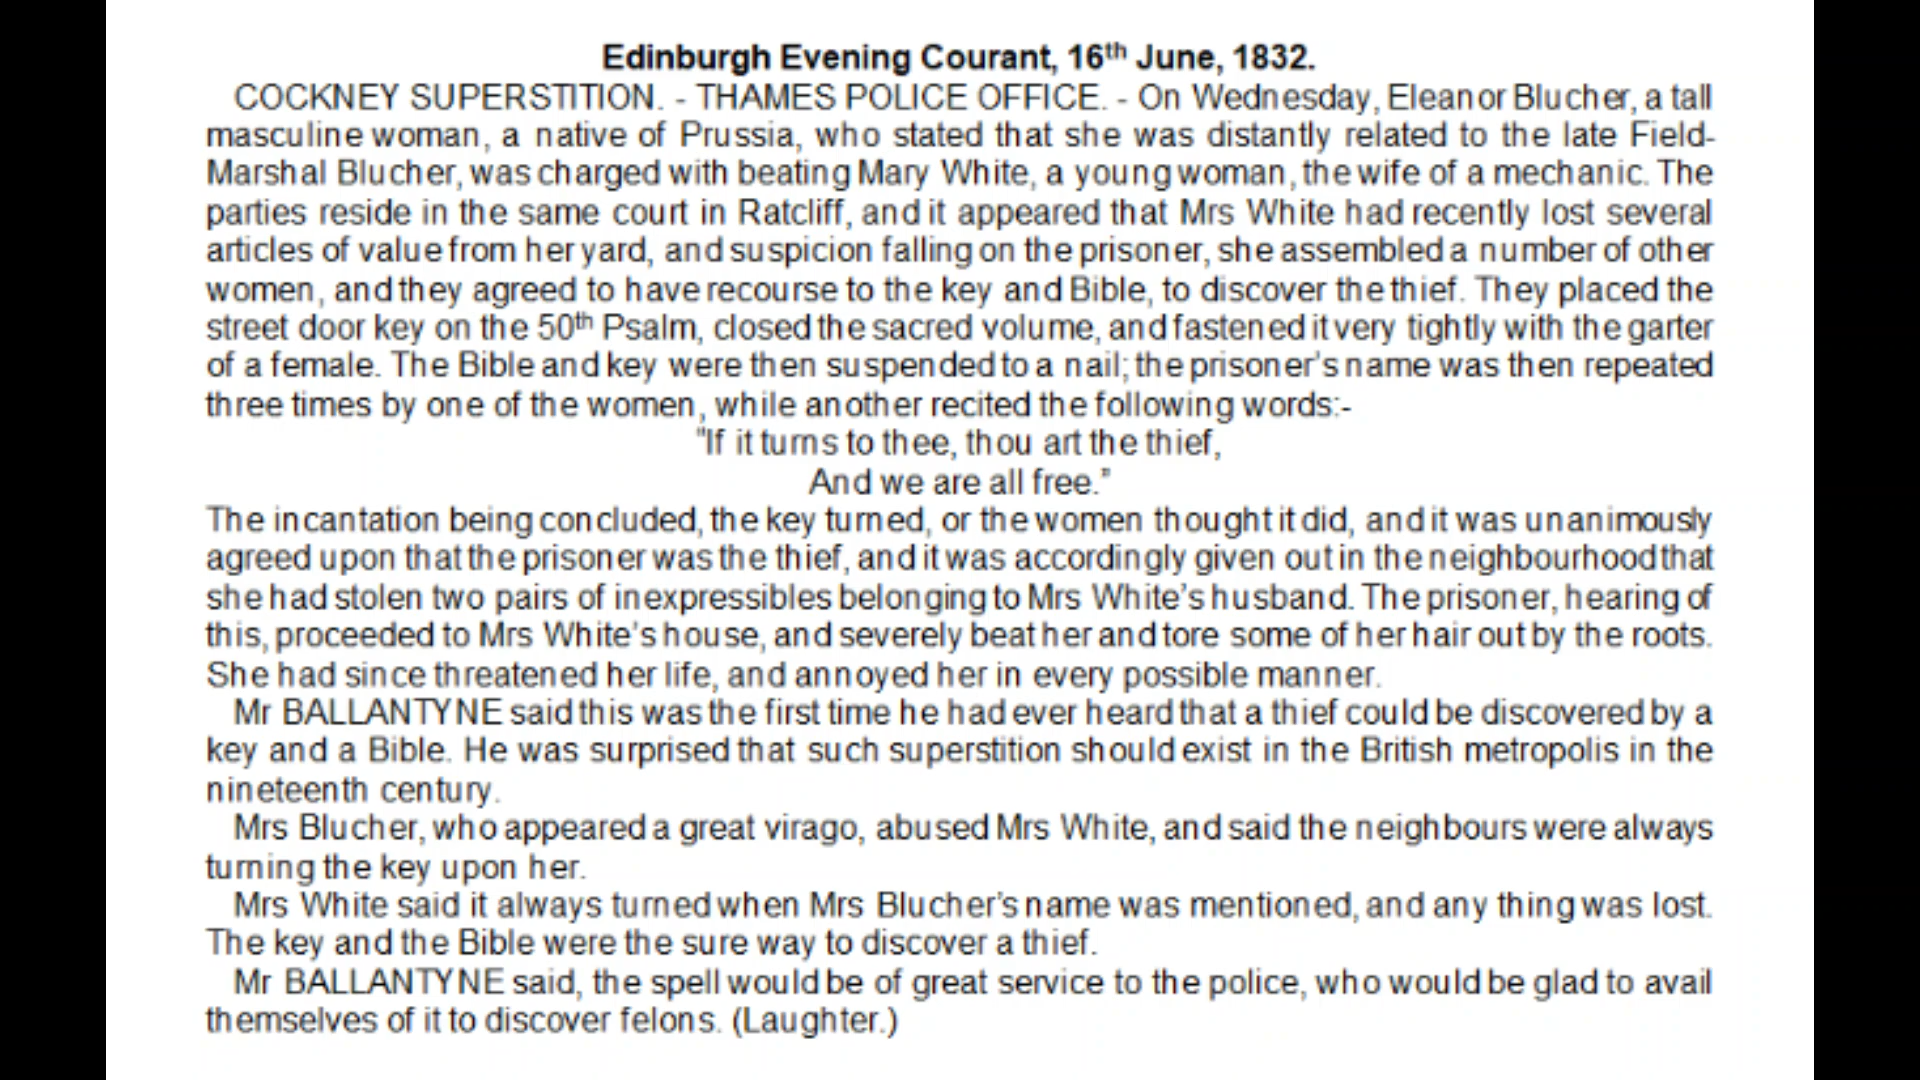 Edinburgh Evening Courant, 16th June, 1832.
COCKNEY SUPERSTITION. - THAMES POLICE OFFICE. - On Wednesday, Eleanor Blucher, a tall
masculine woman, a native of Prussia, who stated that she was distantly related to the late Field-
Marshal Blucher, was charged with beating Mary White, a young woman, the wife of a mechanic. The
parties reside in the same court in Ratcliff, and it appeared that Mrs White had recently lost several
articles of value from her yard, and suspicion falling on the prisoner, she assembled a number of other
women, and they agreed to have recourse to the key and Bible, to discover the thief. They placed the
street door key on the 50th Psalm, closed the sacred volume, and fastened it very tightly with the garter
of a female. The Bible and key were then suspended to a nail; the prisoner's name was then repeated
three times by one of the women, while another recited the following words:-
"If it turns to thee, thou art the thief,
And we are all free."
The incantation being concluded, the key turned, or the women thought it did, and it was unanimously
agreed upon that the prisoner was the thief, and it was accordingly given out in the neighbourhood that
she had stolen two pairs of inexpressibles belonging to Mrs White's husband. The prisoner, hearing of
this, proceeded to Mrs White's house, and severely beat her and tore some of her hair out by the roots.
She had since threatened her life, and annoyed her in every possible manner.
Mr BALLANTYNE said this was the first time he had ever heard that a thief could be discovered by a
key and a Bible. He was surprised that such superstition should exist in the British metropolis in the
nineteenth century.
Mrs Blucher, who appeared a great virago, abused Mrs White, and said the neighbours were always
turning the key upon her.
Mrs White said it always turned when Mrs Blucher's name was mentioned, and any thing was lost.
The key and the Bible were the sure way to discover a thief.
Mr BALLANTYNE said, the spell would be of great service to the police, who would be glad to avail
themselves of it to discover felons. (Laughter.)